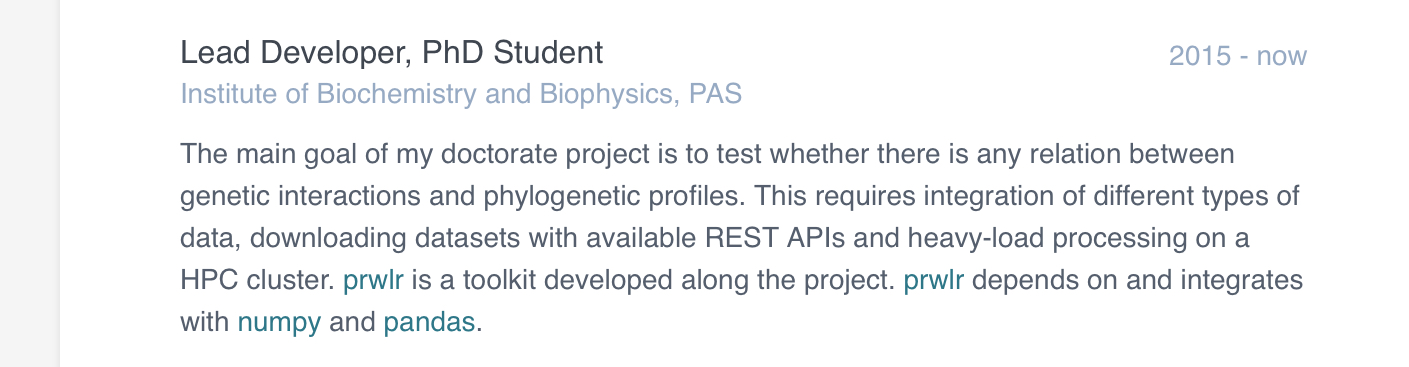 Lead Developer, PhD Student
2015 - now
Institute of Biochemistry and Biophysics, PAS
The main goal of my doctorate project is to test whether there is any relation between
genetic interactions and phylogenetic profiles. This requires integration of different types of
data, downloading datasets with available REST APIs and heavy-load processing on a
HPC cluster. prwlr is a toolkit developed along the project. prwlr depends on and integrates
with numpy and pandas.